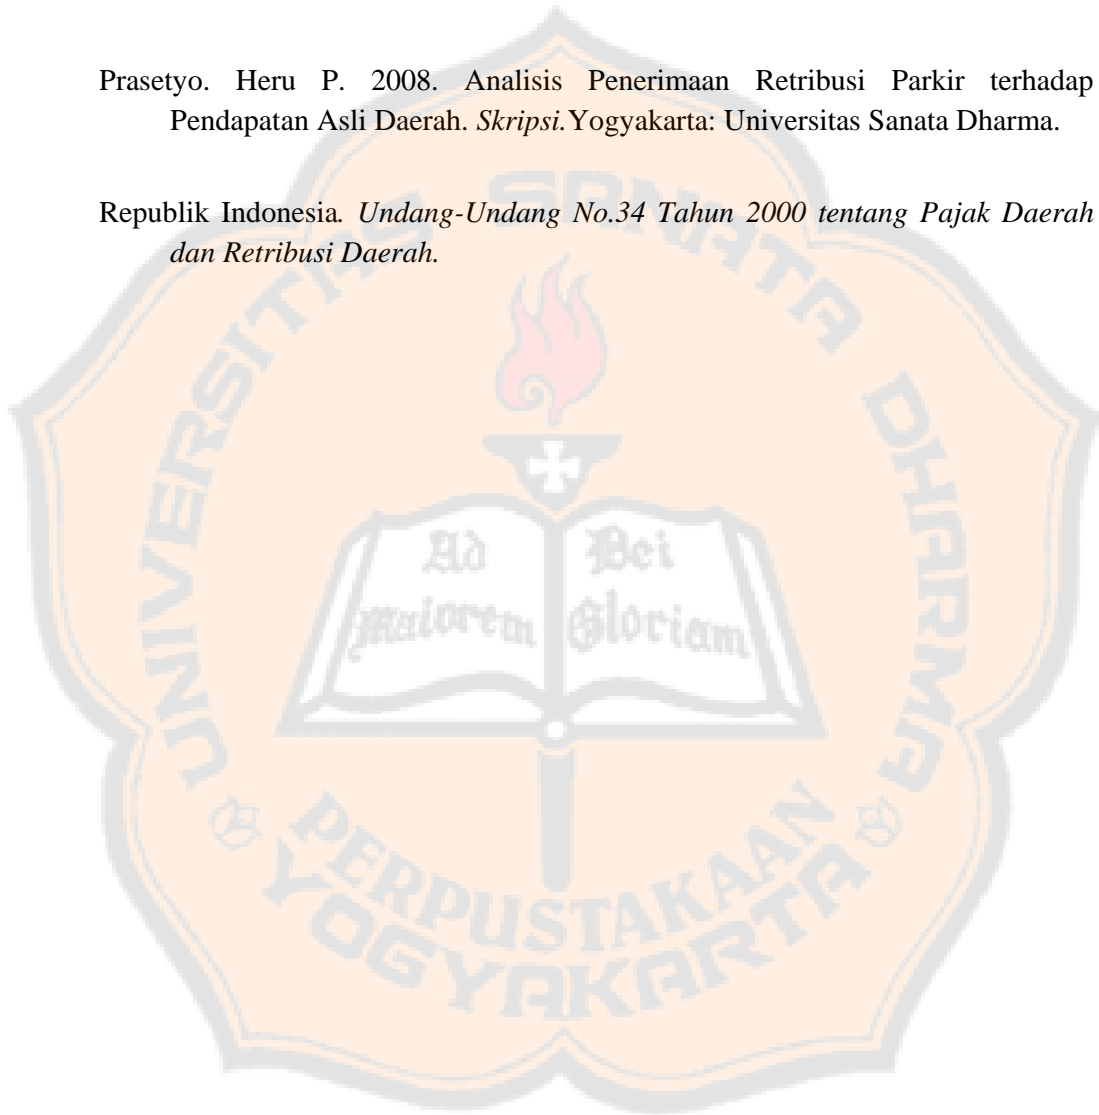 Prasetyo. Heru P. 2008. Analisis Penerimaan Retribusi Parkir terhadap
Pendapatan Asli Daerah. Skripsi.Yogyakarta: Universitas Sanata Dharma.
Republik Indonesia. Undang-Undang No.34 Tahun 2000 tentang Pajak Daerah
dan Retribusi Daerah.
UNIVERSITAS SANATA DHARMA
Ad Dei
maiorem Gloriam
PERPUSTAKAAN
YOGYAKARTA